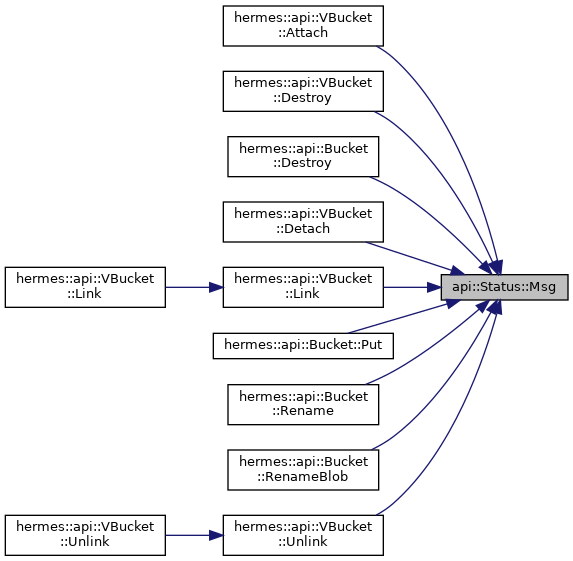 hermes::api::VBucket
::Attach
hermes::api::VBucket
::Destroy
hermes::api::Bucket
::Destroy
hermes::api::VBucket
::Detach
hermes::api::VBucket
::Link
hermes::api::VBucket
::Link
api::Status::Msg
hermes::api::Bucket::Put
hermes::api::Bucket
::Rename
hermes::api::Bucket
::RenameBlob
hermes::api::VBucket
::Unlink
hermes::api::VBucket
::Unlink